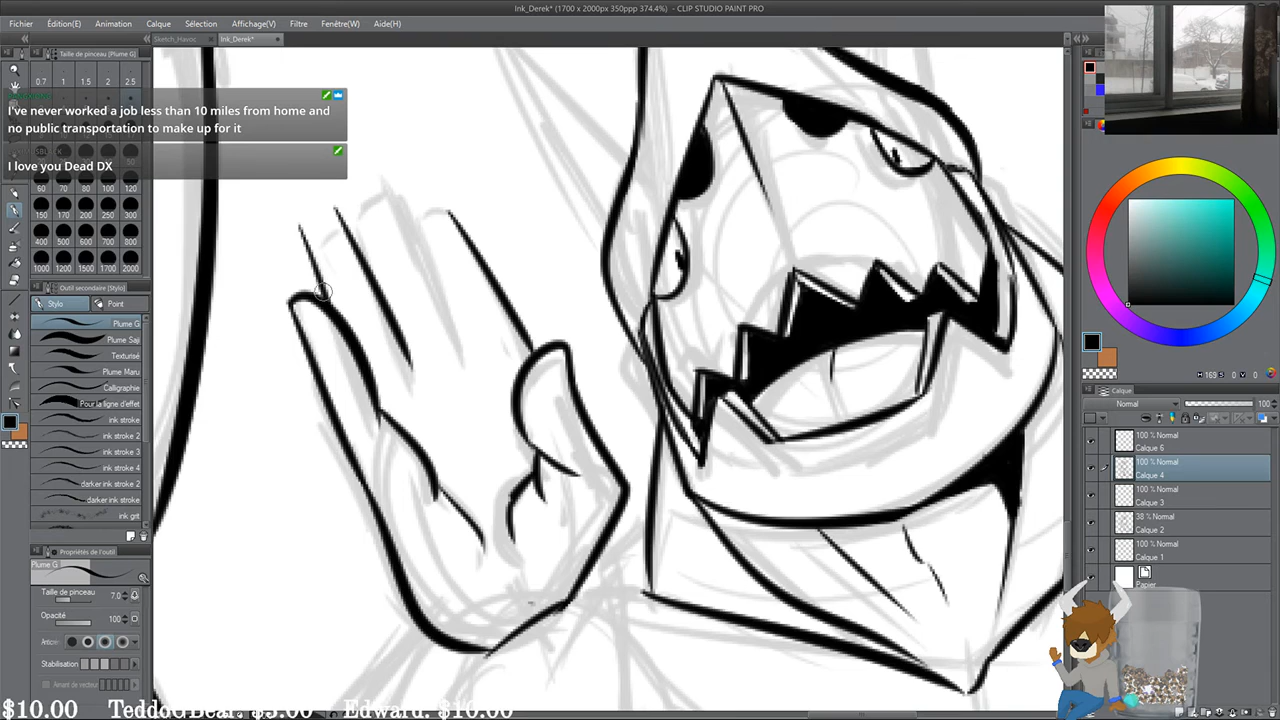 Ink_Derek* (1700 x 2000px 350ppp 374.4%) - CLIP STUDIO PAINT PRO
Fichier Édition(E) Animation Calque Sélection Affichage(V) Filtre Fenêtre(W) Aide(H)
Sketch_Havoc Ink_Derek*
Taille de pinceau [Plume G]
0.7 1 1.5 2 2.5
I've never worked a job less than 10 miles from home and
no public transportation to make up for it
I love you Dead DX
60 70 80 100 120
150 170 200 250 300
400 500 600 700 800
1000 1200 1500 1700 2000
Outil secondaire [Stylo]
Stylo Point
Plume G
Plume Saji
Texturisé
Plume Maru
Calligraphie
Pour la ligne d'effet
ink stroke
ink stroke 2
ink stroke 3
ink stroke 4
darker ink stroke 2
darker ink stroke
ink grit
Propriétés de l'outil
Plume G
Taille de pinceau 7.0
Opacité 100
Stabilisation
H 169 S 0 V 0
Calque
Normal 100
100 % Normal
Calque 6
100 % Normal
Calque 4
100 % Normal
Calque 3
38 % Normal
Calque 2
100 % Normal
Calque 1
Papier
$10.00 TeddoGBear: $3.00 Edward: $10.00